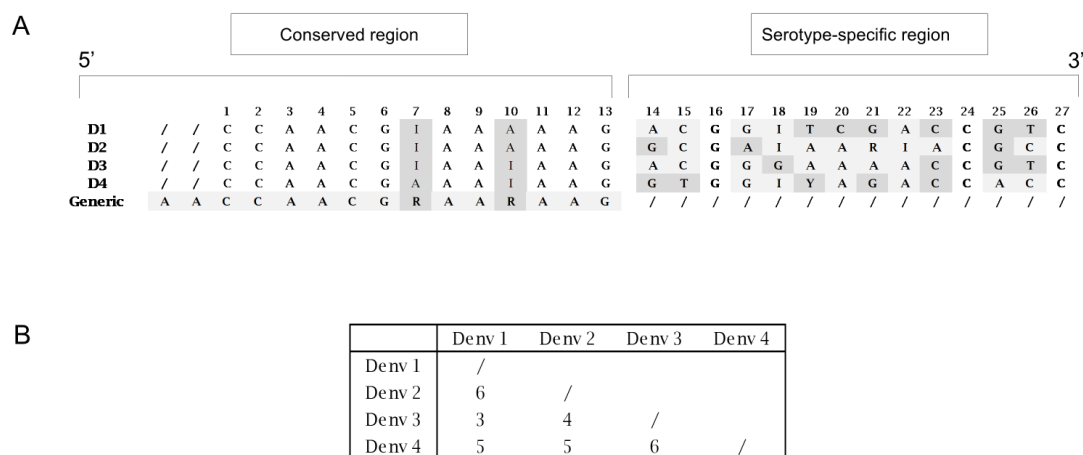 A
Conserved region
Serotype-specific region
5’
3’
1 2 3 4 5 6 7 8 9 10 11 12 13 14 15 16 17 18 19 20 21 22 23 24 25 26 27
D1 / / C C A A C G I A A A A A G A C G G I T C G A C C G T C
D2 / / C C A A C G I A A A A A G G C G A I A A R I A C G C C
D3 / / C C A A C G I A A I A A G A C G G G A A A A C C G T C
D4 / / C C A A C G A A A I A A G G T G G I Y A G A C C A C C
Generic A A C C A A C G R A A R A A G / / / / / / / / / / / / / /
B
Denv 1 Denv 2 Denv 3 Denv 4
Denv 1 /
Denv 2 6 /
Denv 3 3 4 /
Denv 4 5 5 6 /